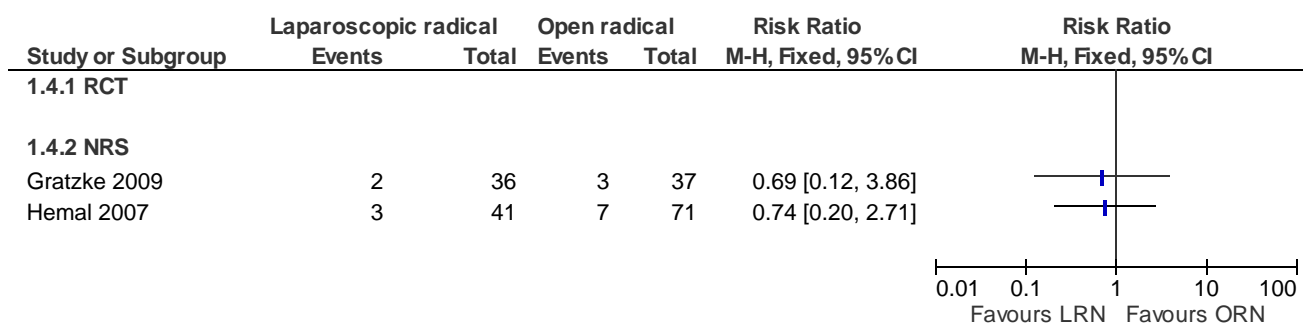 Laparoscopic radical Open radical Risk Ratio Risk Ratio
Study or Subgroup Events Total Events Total M-H, Fixed, 95% CI M-H, Fixed, 95% CI
1.4.1 RCT
1.4.2 NRS
Gratzke 2009 2 36 3 37 0.69 [0.12, 3.86]
Hemal 2007 3 41 7 71 0.74 [0.20, 2.71]
0.01 0.1 1 10 100
Favours LRN Favours ORN